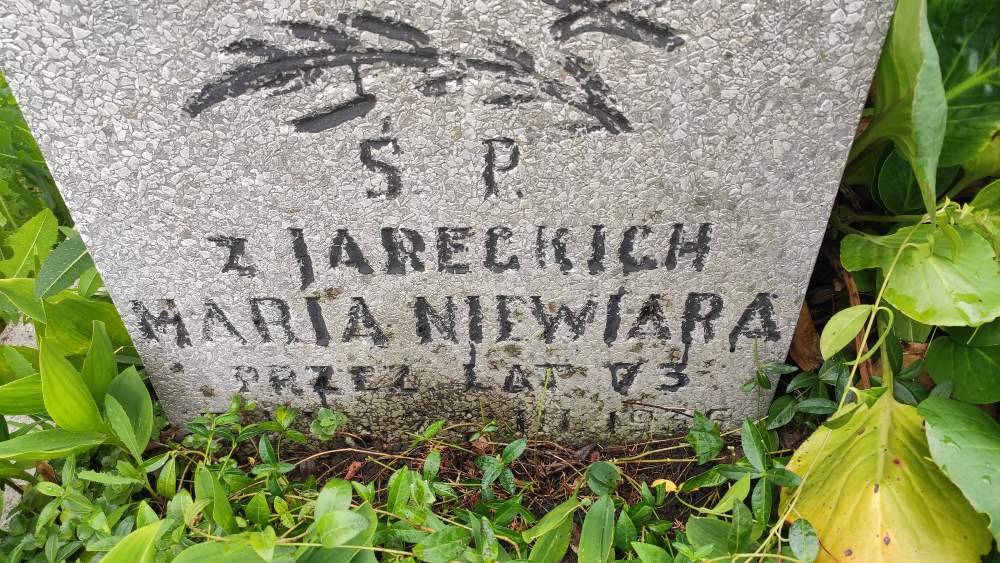 Ś. P.
Z JARECKICH
MARIA NIEWIARA
PRZEZ LAT 73